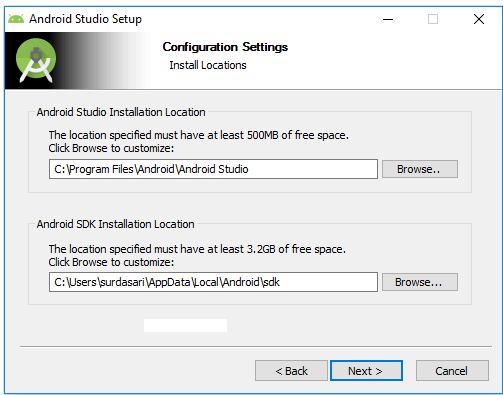 Android Studio Setup
Configuration Settings
Install Locations
Android Studio Installation Location
The location specified must have at least 500MB of free space.
Click Browse to customize:
C:\Program Files\Android\Android Studio
Browse..
Android SDK Installation Location
The location specified must have at least 3.2GB of free space.
Click Browse to customize:
C:\Users\surdasari\AppData\Local\Android\sdk
Browse...
< Back
Next >
Cancel